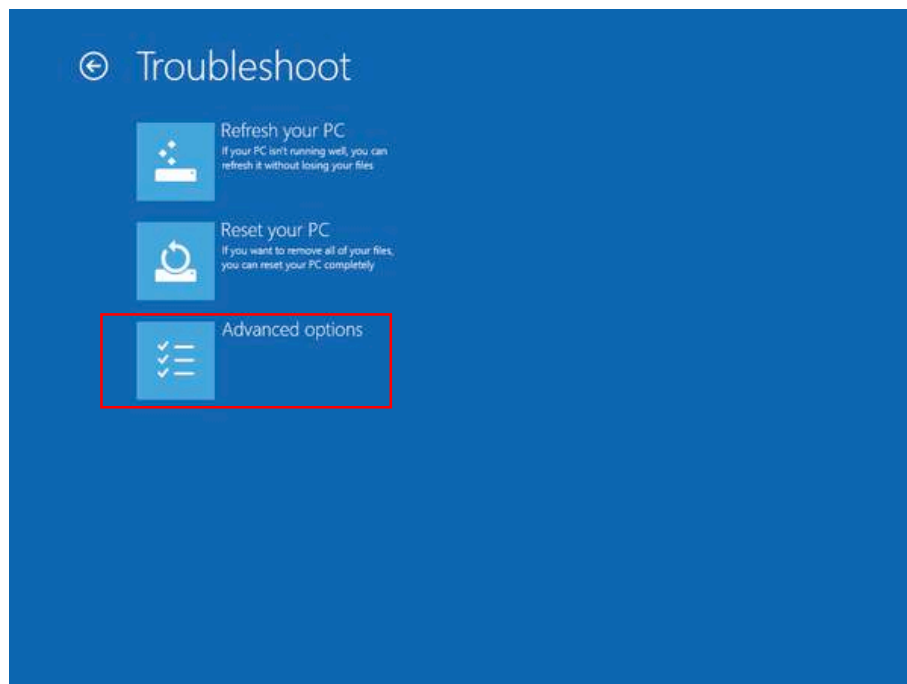 Troubleshoot
Refresh your PC
If your PC isn't running well, you can
refresh it without losing your files
Reset your PC
If you want to remove all of your files,
you can reset your PC completely
Advanced options